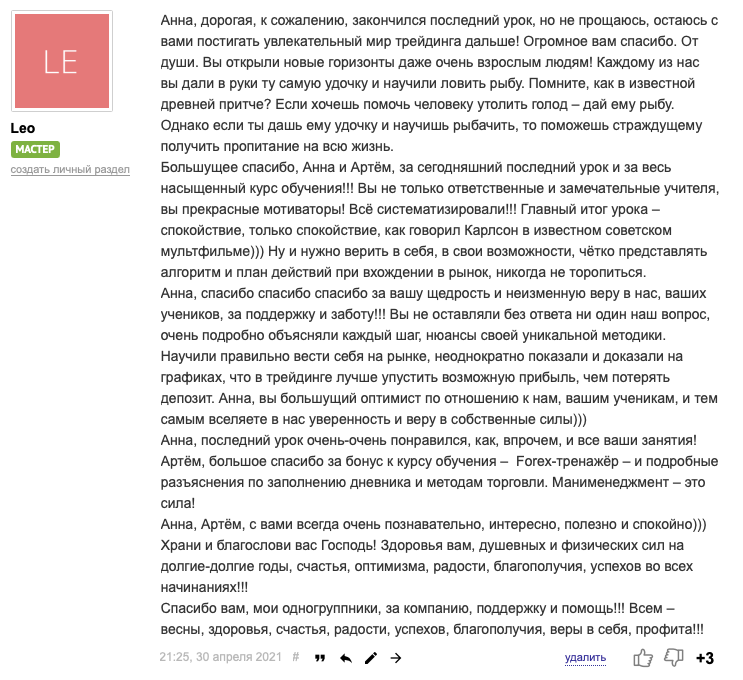 LE
Leo
МАСТЕР
создать личный раздел
Анна, дорогая, к сожалению, закончился последний урок, но не прощаюсь, остаюсь с
вами постигать увлекательный мир трейдинга дальше! Огромное вам спасибо. От
души. Вы открыли новые горизонты даже очень взрослым людям! Каждому из нас
вы дали в руки ту самую удочку и научили ловить рыбу. Помните, как в известной
древней притче? Если хочешь помочь человеку утолить голод – дай ему рыбу.
Однако если ты дашь ему удочку и научишь рыбачить, то поможешь страждущему
получить пропитание на всю жизнь.
Большущее спасибо, Анна и Артём, за сегодняшний последний урок и за весь
насыщенный курс обучения!!! Вы не только ответственные и замечательные учителя,
вы прекрасные мотиваторы! Всё систематизировали!!! Главный итог урока –
спокойствие, только спокойствие, как говорил Карлсон в известном советском
мультфильме))) Ну и нужно верить в себя, в свои возможности, чётко представлять
алгоритм и план действий при вхождении в рынок, никогда не торопиться.
Анна, спасибо спасибо спасибо за вашу щедрость и неизменную веру в нас, ваших
учеников, за поддержку и заботу!!! Вы не оставляли без ответа ни один наш вопрос,
очень подробно объясняли каждый шаг, нюансы своей уникальной методики.
Научили правильно вести себя на рынке, неоднократно показали и доказали на
графиках, что в трейдинге лучше упустить возможную прибыль, чем потерять
депозит. Анна, вы большущий оптимист по отношению к нам, вашим ученикам, и тем
самым вселяете в нас уверенность и веру в собственные силы)))
Анна, последний урок очень-очень понравился, как, впрочем, и все ваши занятия!
Артём, большое спасибо за бонус к курсу обучения – Forex-тренажёр – и подробные
разъяснения по заполнению дневника и методам торговли. Манименеджмент – это
сила!
Анна, Артём, с вами всегда очень познавательно, интересно, полезно и спокойно)))
Храни и благослови вас Господь! Здоровья вам, душевных и физических сил на
долгие-долгие годы, счастья, оптимизма, радости, благополучия, успехов во всех
начинаниях!!!
Спасибо вам, мои одногруппники, за компанию, поддержку и помощь!!! Всем –
весны, здоровья, счастья, радости, успехов, благополучия, веры в себя, профита!!!
21:25, 30 апреля 2021 # удалить +3